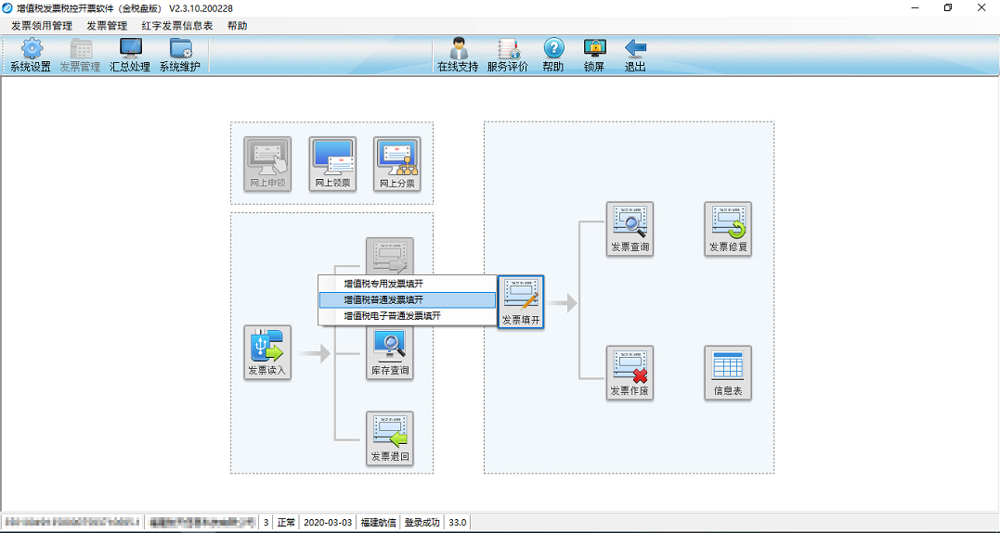 增值税发票税控开票软件（金税盘版） V2.3.10.200228
发票领用管理 发票管理 红字发票信息表 帮助
系统设置 发票管理 汇总处理 系统维护 在线支持 服务评价 帮助 锁屏 退出
网上申领 网上领票 网上分票
发票查询 发票修复
增值税专用发票填开
增值税普通发票填开
增值税电子普通发票填开
发票填开
发票读入 库存查询
发票作废 信息表
发票退回
3 正常 2020-03-03 福建航信 登录成功 33.0